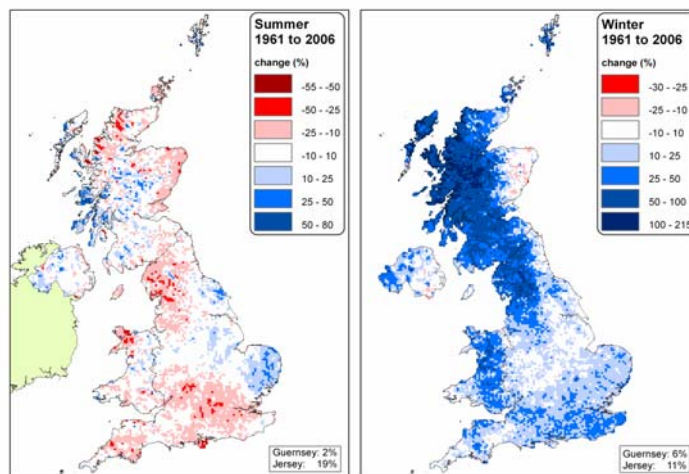 Summer
1961 to 2006
change (%)
-55 - -50
-50 - -25
-25 - -10
-10 - 10
10 - 25
25 - 50
50 - 80
Guernsey: 2%
Jersey: 19%
Winter
1961 to 2006
change (%)
-30 - -25
-25 - -10
-10 - 10
10 - 25
25 - 50
50 - 100
100 - 215
Guernsey: 6%
Jersey: 11%